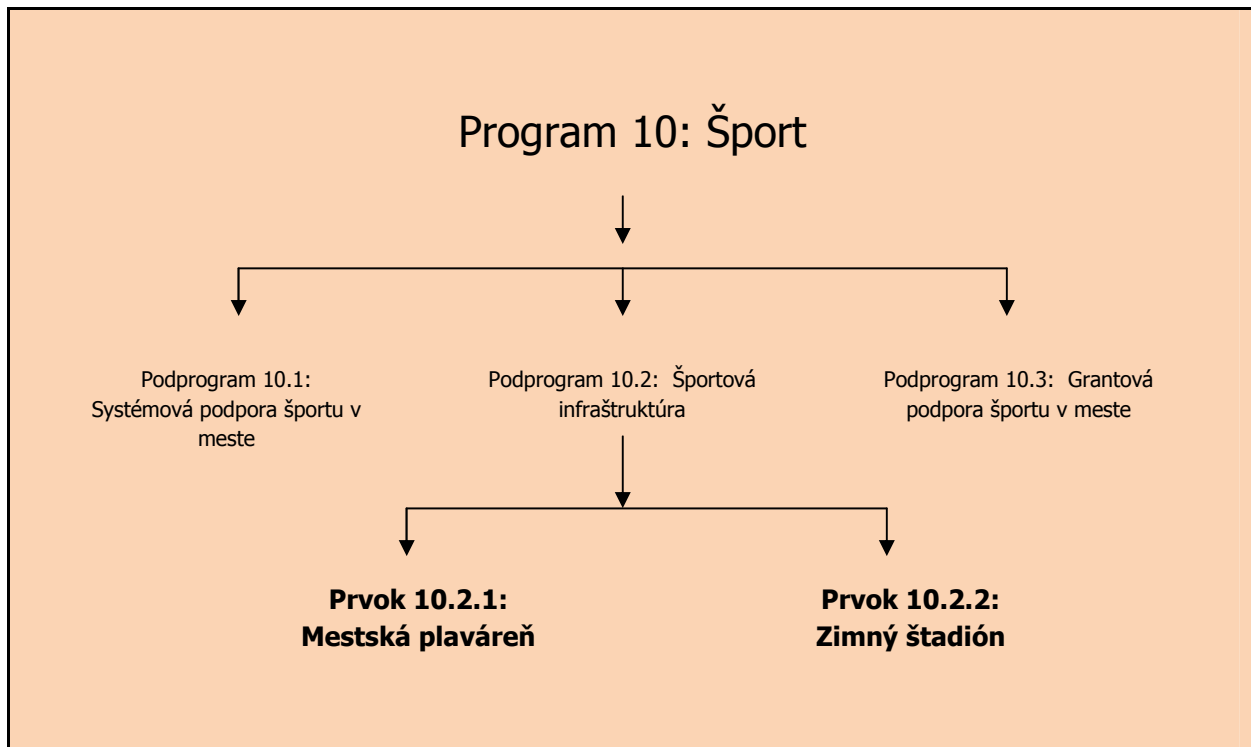 Program 10: Šport
Podprogram 10.1:
Systémová podpora športu v
meste
Podprogram 10.2:  Športová
infraštruktúra
Podprogram 10.3:  Grantová
podpora športu v meste
Prvok 10.2.1:
Mestská plaváreň
Prvok 10.2.2:
Zimný štadión